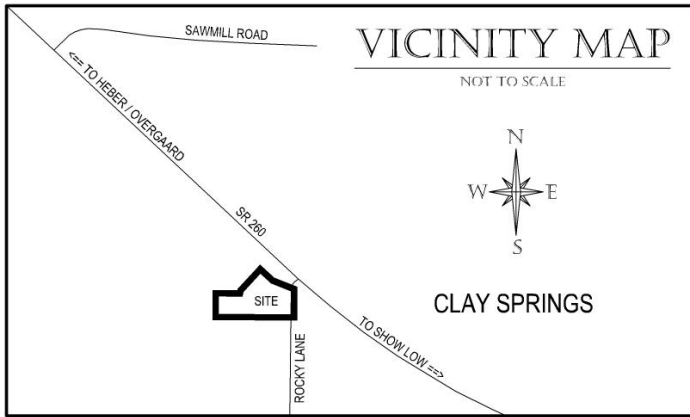 SAWMILL ROAD
VICINITY MAP
NOT TO SCALE
<== TO HEBER / OVERGAARD
N
W E
S
SR 260
SITE
CLAY SPRINGS
TO SHOW LOW ==>
ROCKY LANE